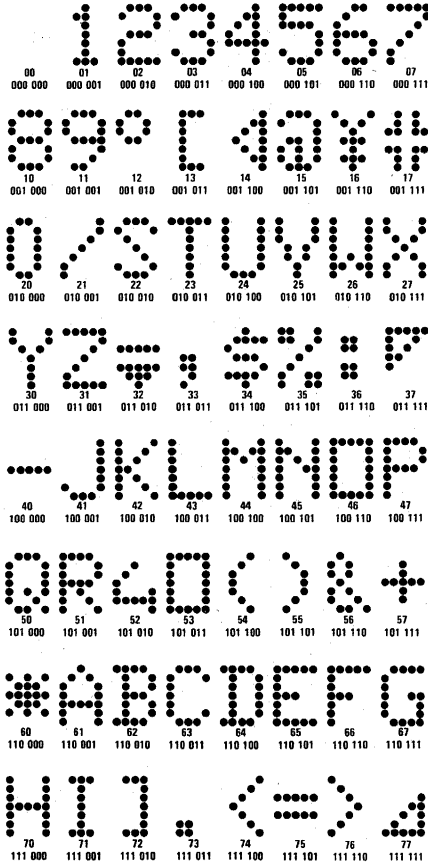 1 2 3 4 5 6 7
00 01 02 03 04 05 06 07
000 000 000 001 000 010 000 011 000 100 000 101 000 110 000 111
8 9 ° [ @ ¥ #
10 11 12 13 14 15 16 17
001 000 001 001 001 010 001 011 001 100 001 101 001 110 001 111
0 / S T U V W X
20 21 22 23 24 25 26 27
010 000 010 001 010 010 010 011 010 100 010 101 010 110 010 111
Y Z , $ % :
30 31 32 33 34 35 36 37
011 000 011 001 011 010 011 011 011 100 011 101 011 110 011 111
- J K L M N O P
40 41 42 43 44 45 46 47
100 000 100 001 100 010 100 011 100 100 100 101 100 110 100 111
Q R ( ) & +
50 51 52 53 54 55 56 57
101 000 101 001 101 010 101 011 101 100 101 101 101 110 101 111
* A B C D E F G
60 61 62 63 64 65 66 67
110 000 110 001 110 010 110 011 110 100 110 101 110 110 110 111
H I ] . < = >
70 71 72 73 74 75 76 77
111 000 111 001 111 010 111 011 111 100 111 101 111 110 111 111